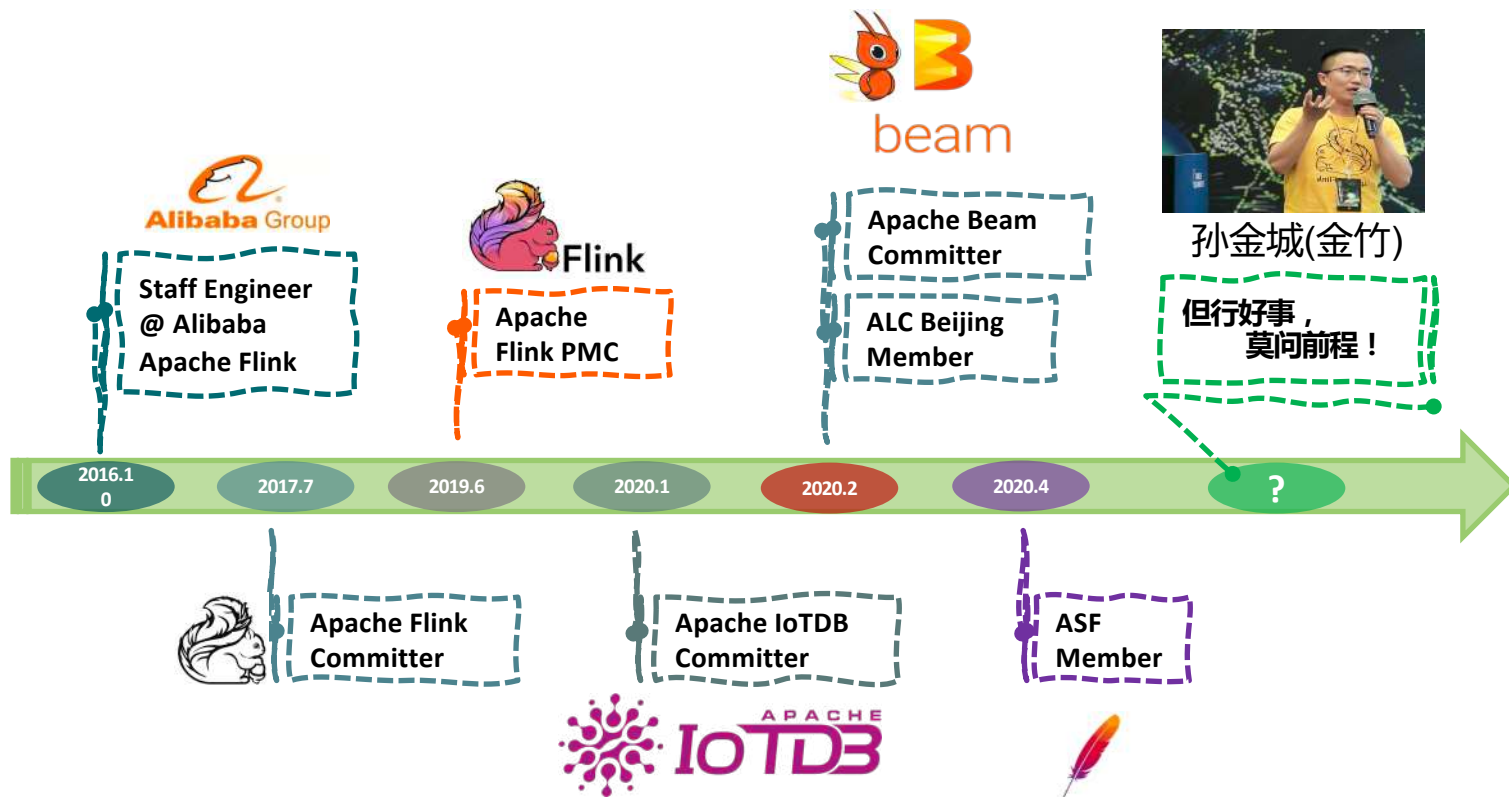 beam
Alibaba Group
Flink
孙金城(金竹)
Staff Engineer
@ Alibaba
Apache Flink
Apache
Flink PMC
Apache Beam
Committer
ALC Beijing
Member
但行好事，
莫问前程！
2016.1
0
2017.7
2019.6
2020.1
2020.2
2020.4
?
Apache Flink
Committer
Apache IoTDB
Committer
ASF
Member
APACHE
IoTDB